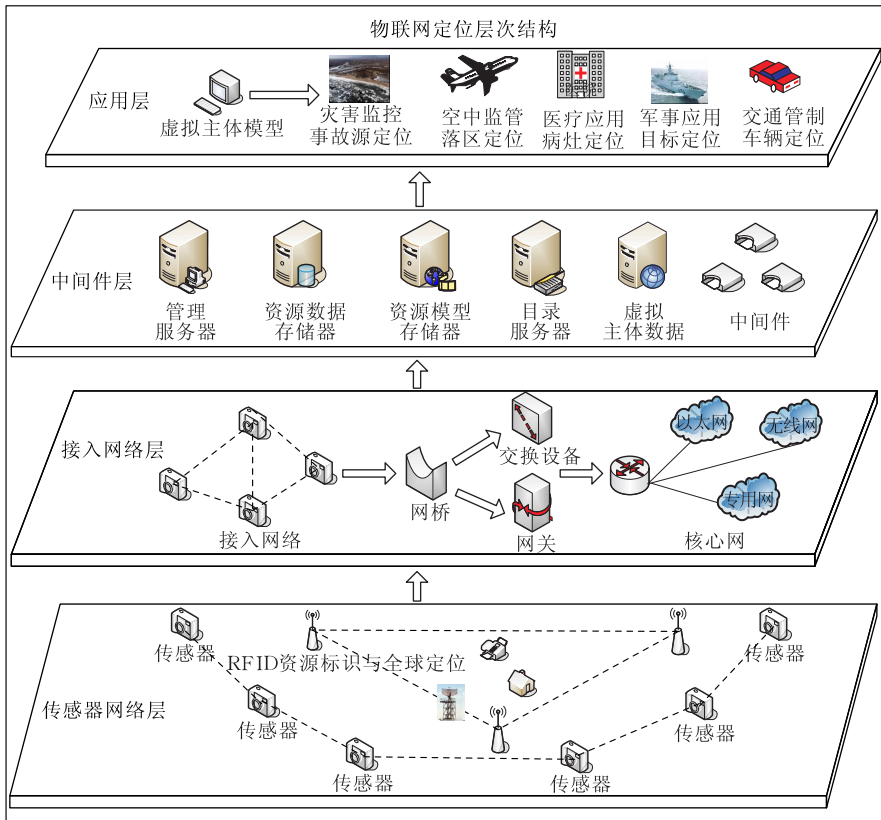 物联网定位层次结构
应用层
虚拟主体模型
灾害监控
事故源定位
空中监管
落区定位
医疗应用
病灶定位
军事应用
目标定位
交通管制
车辆定位
中间件层
管理
服务器
资源数据
存储器
资源模型
存储器
目录
服务器
虚拟
主体数据
中间件
接入网络层
接入网络
网桥
交换设备
网关
以太网
无线网
专用网
核心网
传感器网络层
传感器
RFID资源标识与全球定位
传感器
传感器
传感器
传感器
传感器